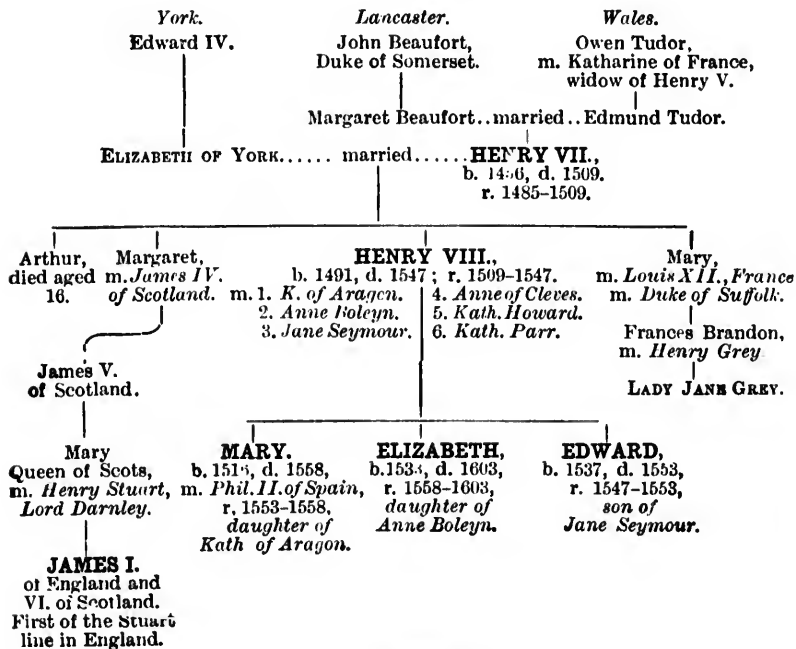 York. Lancaster. Wales.
Edward IV. John Beaufort, Owen Tudor,
Duke of Somerset. m. Katharine of France,
widow of Henry V.
Margaret Beaufort..married..Edmund Tudor.
ELIZABETH OF YORK...... married......HENRY VII.,
b. 1456, d. 1509.
r. 1485–1509.
Arthur, Margaret, HENRY VIII., Mary,
died aged m. James IV. b. 1491, d. 1547; r. 1509–1547. m. Louis XII., France
16. of Scotland. m. 1. K. of Aragon. 4. Anne of Cleves. m. Duke of Suffolk.
2. Anne Boleyn. 5. Kath. Howard.
3. Jane Seymour. 6. Kath. Parr.
Frances Brandon,
m. Henry Grey
James V.
of Scotland.
LADY JANE GREY.
Mary MARY. ELIZABETH, EDWARD,
Queen of Scots, b. 1516, d. 1558, b. 1533, d. 1603, b. 1537, d. 1553,
m. Henry Stuart, m. Phil. II. of Spain, r. 1558–1603, r. 1547–1553,
Lord Darnley. r, 1553–1558, daughter of son of
daughter of Anne Boleyn. Jane Seymour.
Kath of Aragon.
JAMES I.
of England and
VI. of Scotland.
First of the Stuart
line in England.